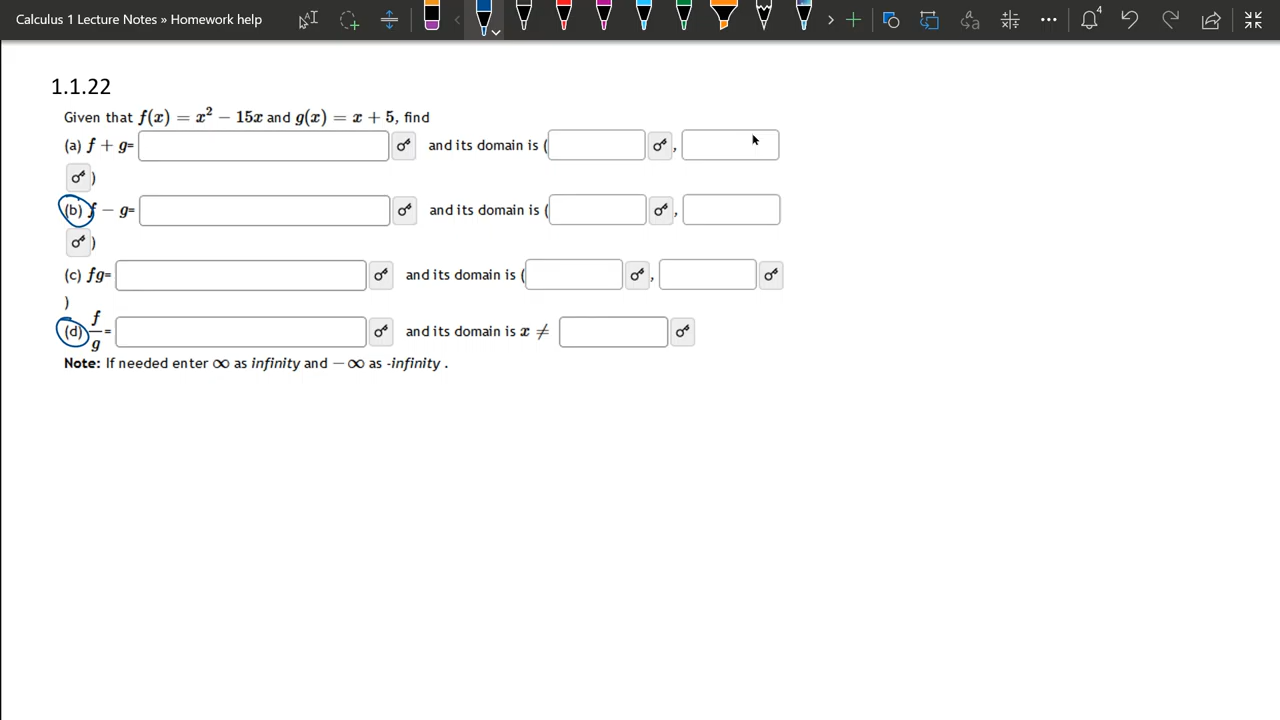 Calculus 1 Lecture Notes » Homework help
4
1.1.22
Given that f(x) = x² − 15x and g(x) = x + 5, find
(a) f + g= and its domain is ( ,
)
(b) f − g= and its domain is ( ,
)
(c) fg= and its domain is ( ,
)
(d) f/g = and its domain is x ≠
Note: If needed enter ∞ as infinity and − ∞ as -infinity .